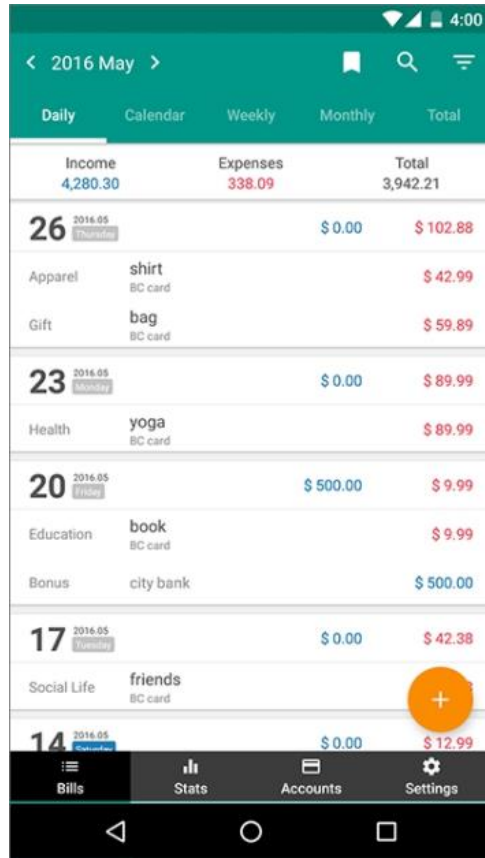 4:00
2016 May
Daily Calendar Weekly Monthly Total
Income Expenses Total
4,280.30 338.09 3,942.21
26 2016.05 Thursday $ 0.00 $ 102.88
Apparel shirt $ 42.99
BC card
Gift bag $ 59.89
BC card
23 2016.05 Monday $ 0.00 $ 89.99
Health yoga $ 89.99
BC card
20 2016.05 Friday $ 500.00 $ 9.99
Education book $ 9.99
BC card
Bonus city bank $ 500.00
17 2016.05 Tuesday $ 0.00 $ 42.38
Social Life friends
BC card
14 2016.05 Saturday $ 0.00 $ 12.99
Bills Stats Accounts Settings